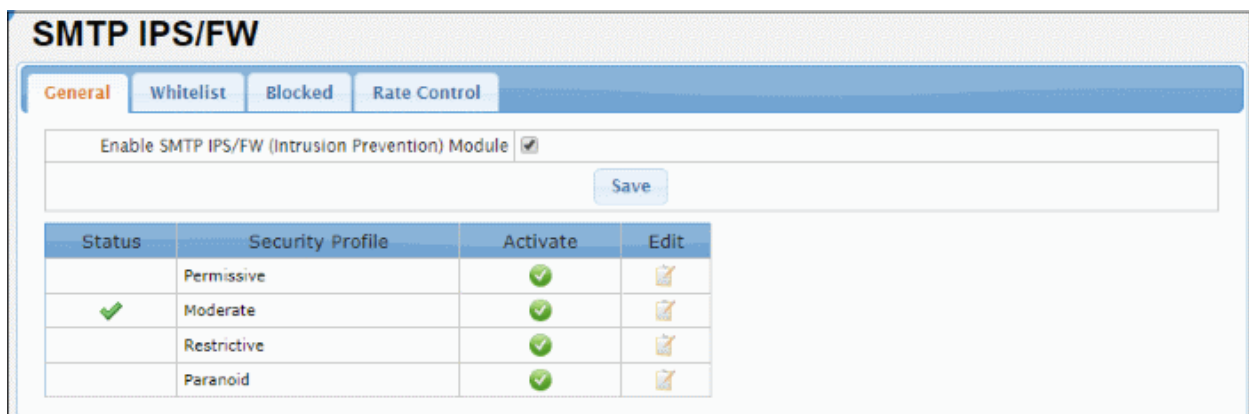 SMTP IPS/FW
General Whitelist Blocked Rate Control
Enable SMTP IPS/FW (Intrusion Prevention) Module
Save
Status Security Profile Activate Edit
Permissive
Moderate
Restrictive
Paranoid